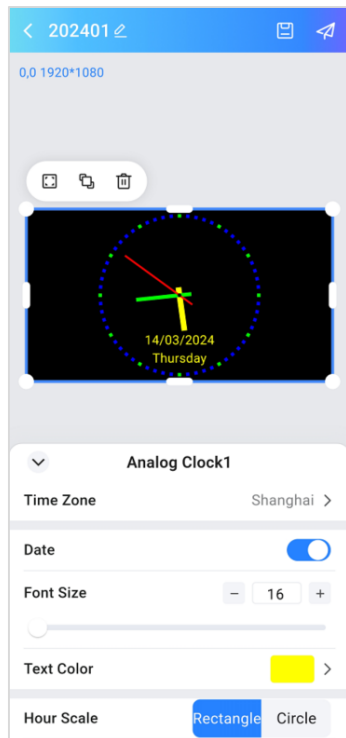 202401
0,0 1920*1080
14/03/2024
Thursday
Analog Clock1
Time Zone Shanghai
Date
Font Size - 16 +
Text Color
Hour Scale Rectangle Circle